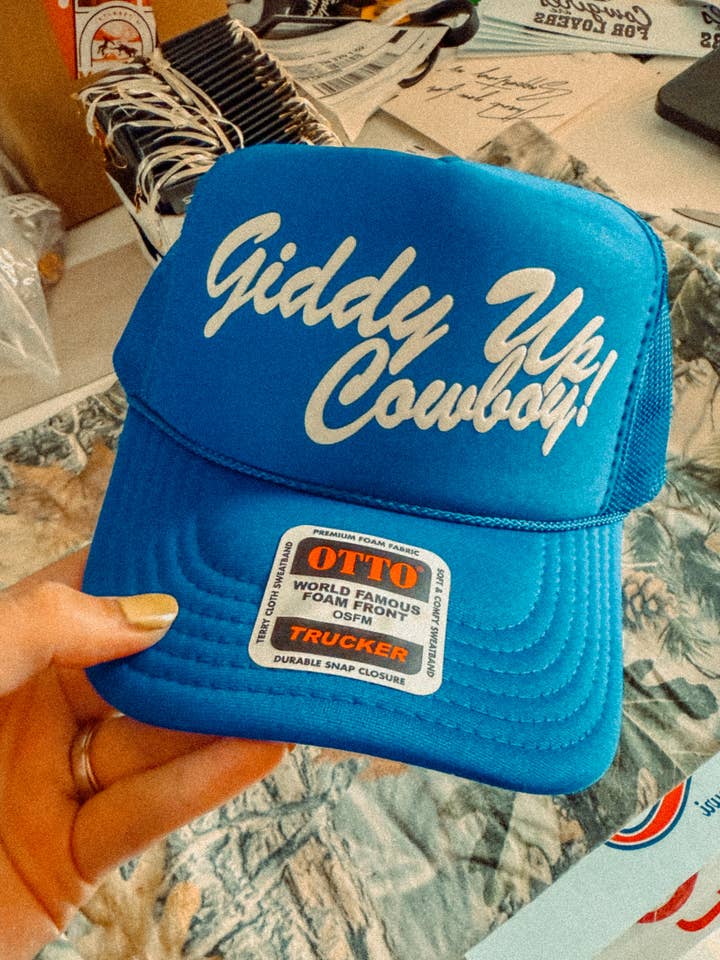 Cowgirls
FOR LOVERS
Giddy Up
Cowboy!
PREMIUM FOAM FABRIC
TERRY CLOTH SWEATBAND
OTTO
WORLD FAMOUS
FOAM FRONT
OSFM
TRUCKER
SOFT & COMFY SWEATBAND
DURABLE SNAP CLOSURE